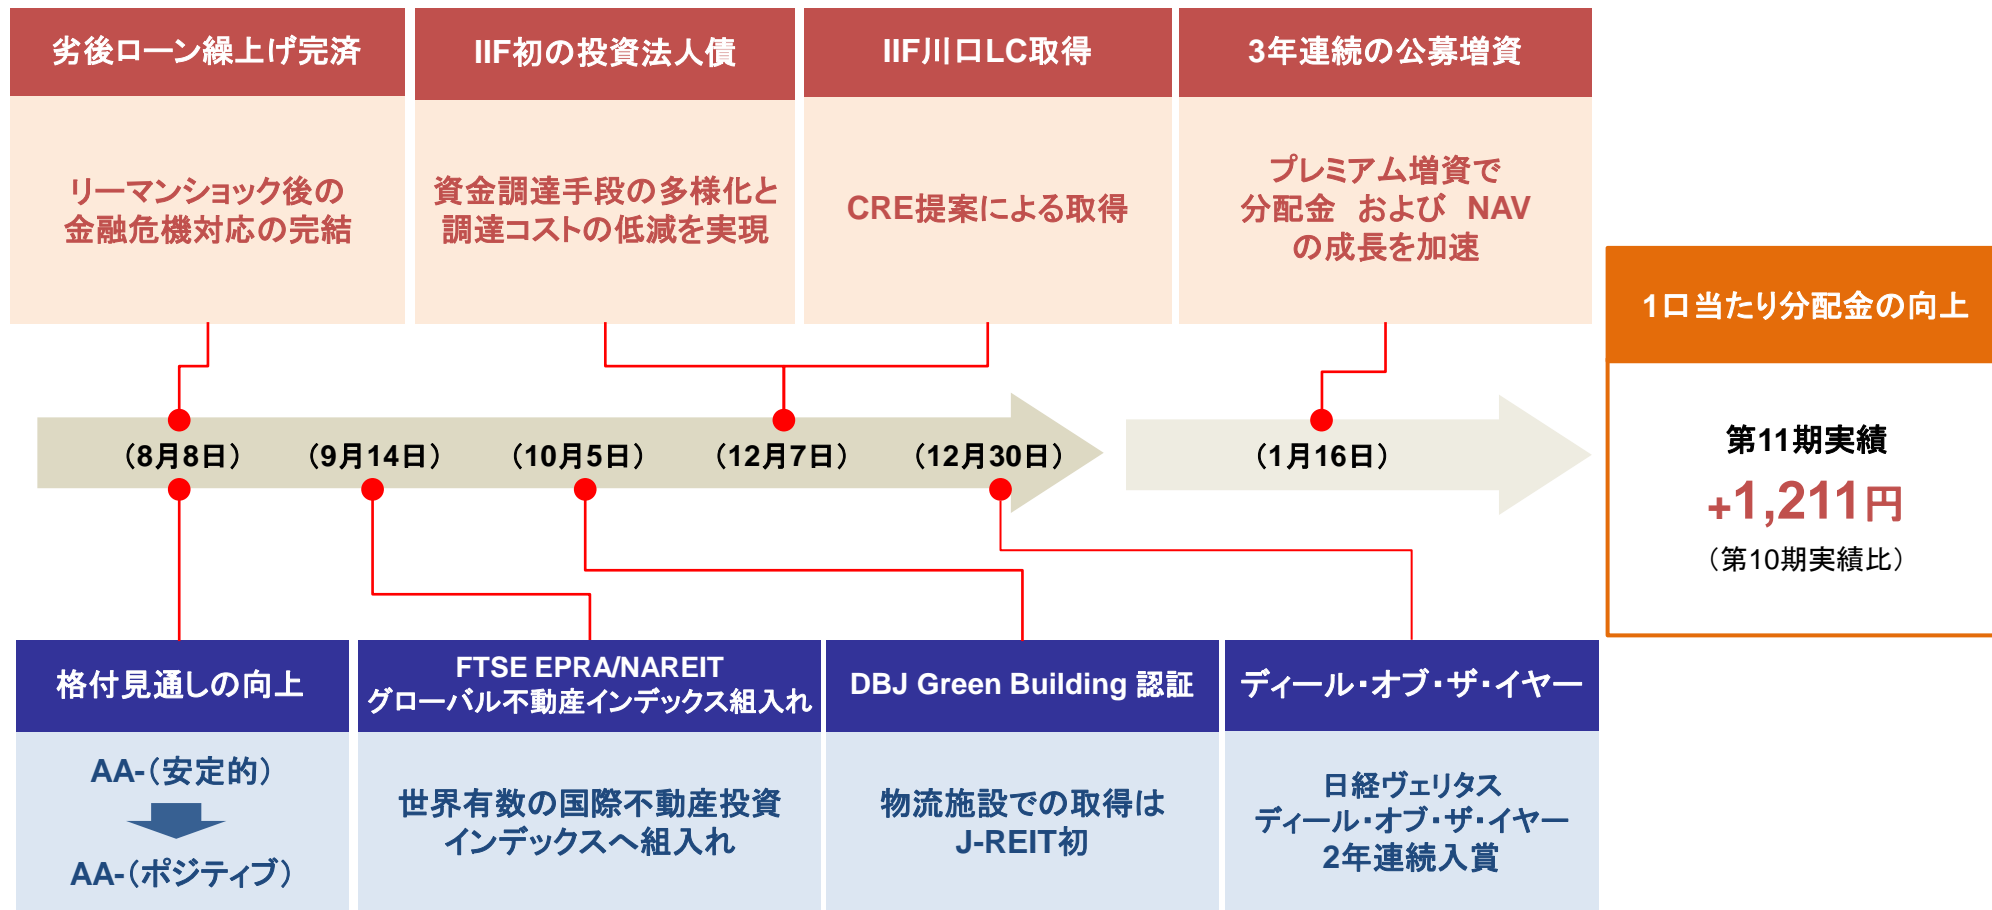 劣後ローン繰上げ完済
リーマンショック後の
金融危機対応の完結
IIF初の投資法人債
資金調達手段の多様化と
調達コストの低減を実現
IIF川口LC取得
CRE提案による取得
3年連続の公募増資
プレミアム増資で
分配金 および NAV
の成長を加速
（8月8日）
（9月14日）
（10月5日）
（12月7日）
（12月30日）
（1月16日）
格付見通しの向上
AA-（安定的）
AA-（ポジティブ）
FTSE EPRA/NAREIT
グローバル不動産インデックス組入れ
世界有数の国際不動産投資
インデックスへ組入れ
DBJ Green Building 認証
物流施設での取得は
J-REIT初
ディール・オブ・ザ・イヤー
日経ヴェリタス
ディール・オブ・ザ・イヤー
2年連続入賞
1口当たり分配金の向上
第11期実績
+1,211円
（第10期実績比）